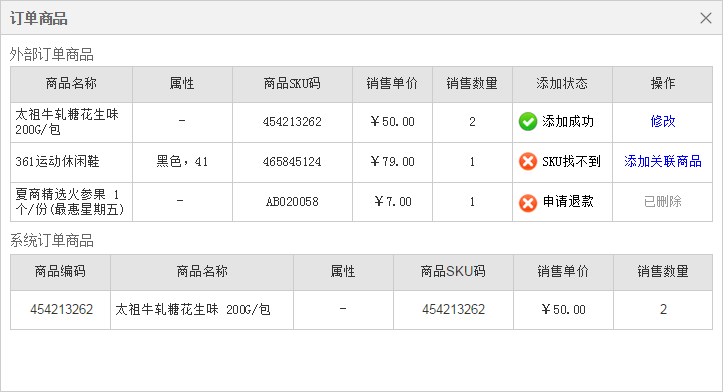 订单商品
外部订单商品
商品名称 属性 商品SKU码 销售单价 销售数量 添加状态 操作
太祖牛轧糖花生味
200G/包 - 454213262 ￥50.00 2 添加成功 修改
361运动休闲鞋 黑色，41 465845124 ￥79.00 1 SKU找不到 添加关联商品
夏商精选火参果 1
个/份(最惠星期五) - AB020058 ￥7.00 1 申请退款 已删除
系统订单商品
商品编码 商品名称 属性 商品SKU码 销售单价 销售数量
454213262 太祖牛轧糖花生味 200G/包 - 454213262 ￥50.00 2